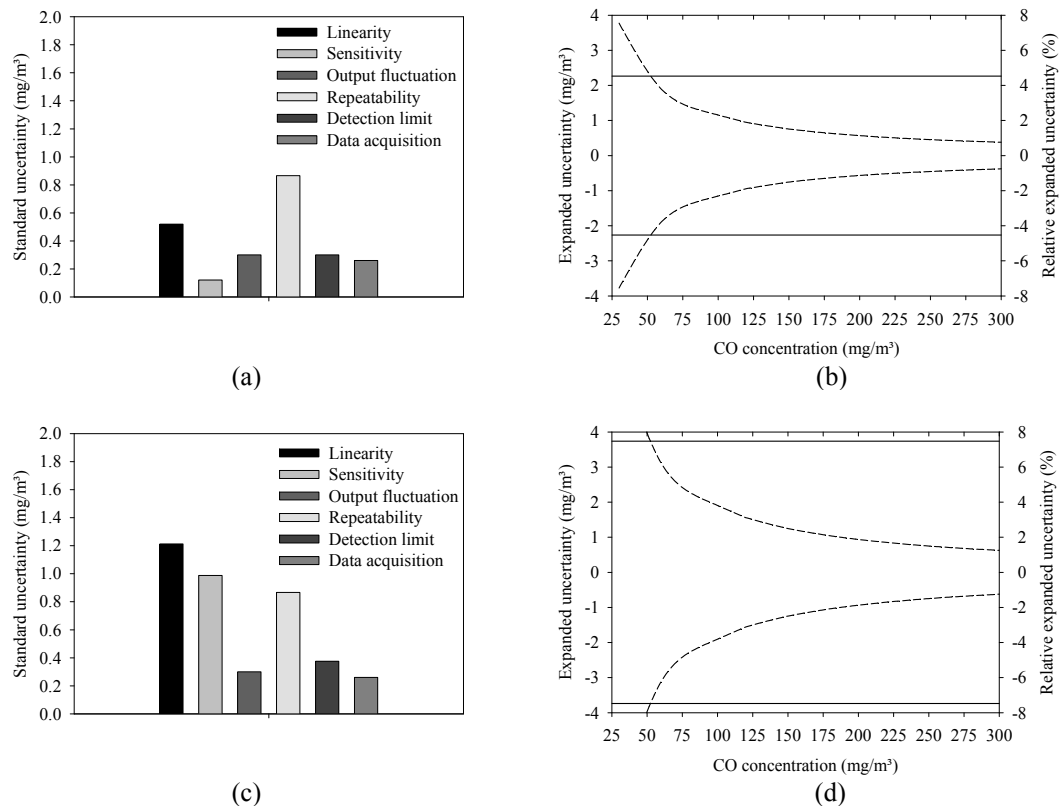 2.0
1.8
1.6
1.4
1.2
1.0
0.8
0.6
0.4
0.2
0.0
Standard uncertainty (mg/m³)
Linearity
Sensitivity
Output fluctuation
Repeatability
Detection limit
Data acquisition
(a)
4
3
2
1
0
-1
-2
-3
-4
Expanded uncertainty (mg/m³)
8
6
4
2
0
-2
-4
-6
-8
Relative expanded uncertainty (%)
25 50 75 100 125 150 175 200 225 250 275 300
CO concentration (mg/m³)
(b)
2.0
1.8
1.6
1.4
1.2
1.0
0.8
0.6
0.4
0.2
0.0
Standard uncertainty (mg/m³)
Linearity
Sensitivity
Output fluctuation
Repeatability
Detection limit
Data acquisition
(c)
4
3
2
1
0
-1
-2
-3
-4
Expanded uncertainty (mg/m³)
8
6
4
2
0
-2
-4
-6
-8
Relative expanded uncertainty (%)
25 50 75 100 125 150 175 200 225 250 275 300
CO concentration (mg/m³)
(d)